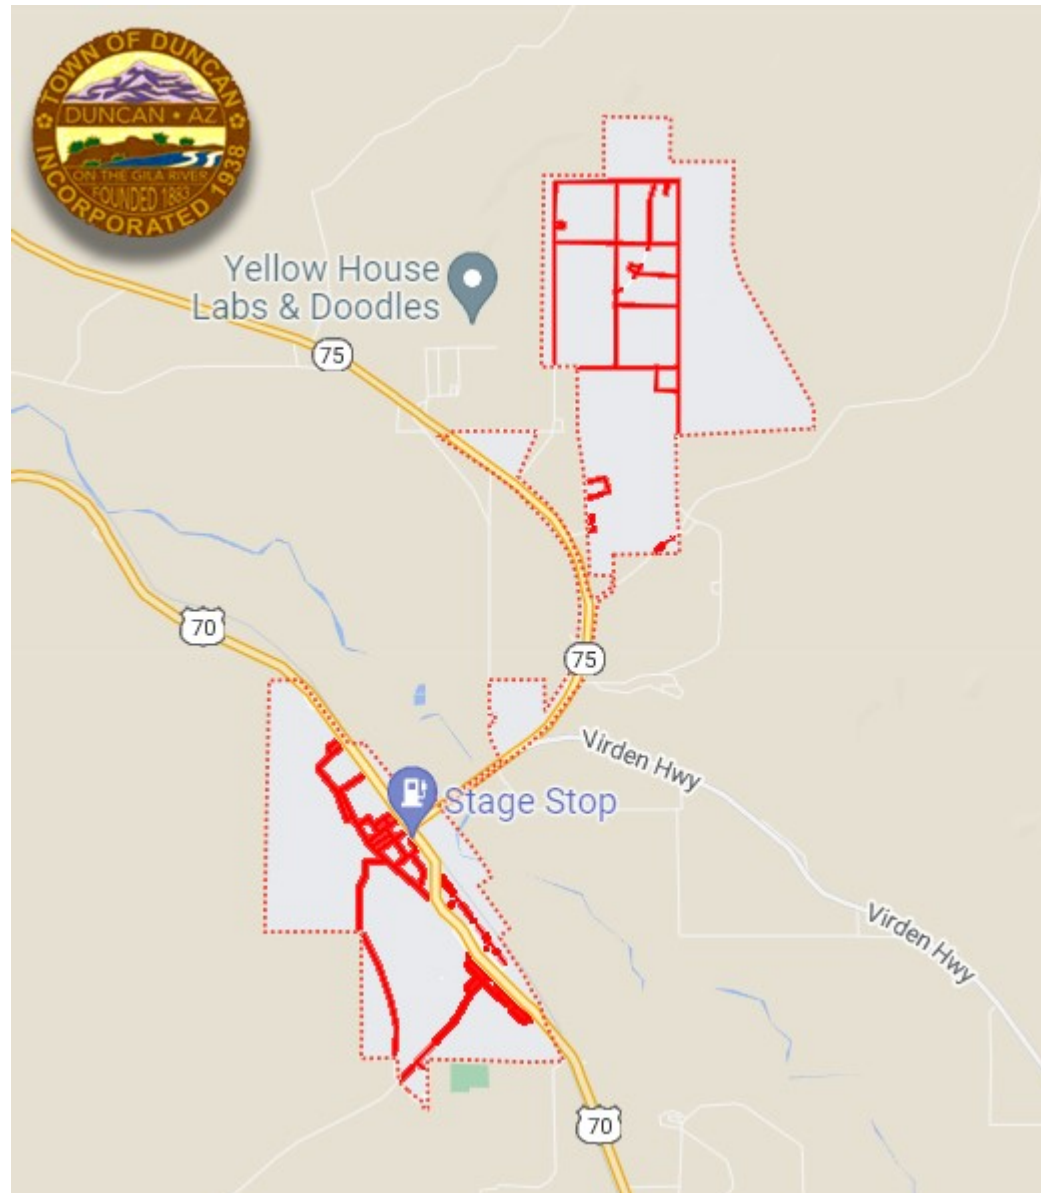 TOWN OF DUNCAN
DUNCAN • AZ
ON THE GILA RIVER
FOUNDED 1883
INCORPORATED 1938
Yellow House
Labs & Doodles
75
70
75
Virden Hwy
Stage Stop
Virden Hwy
70